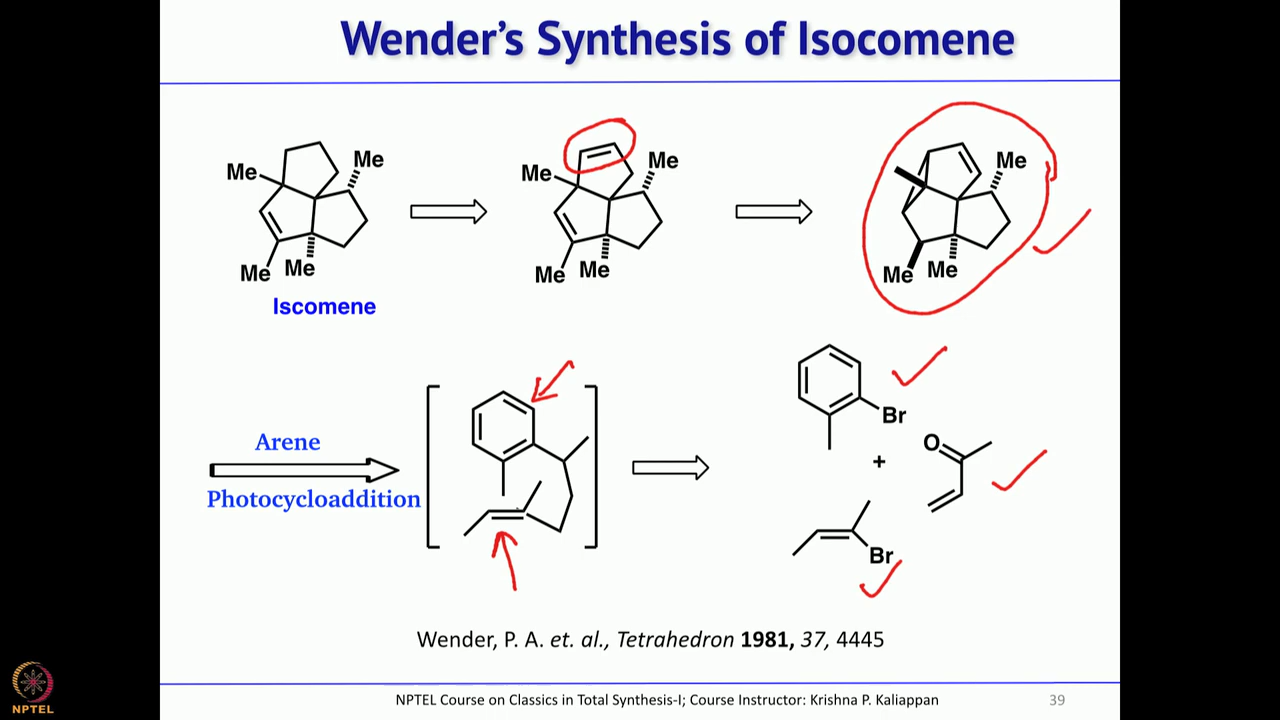 Wender's Synthesis of Isocomene
Me Me
Me Me
Iscomene
Me Me
Me Me
Me
Me Me
Arene
Photocycloaddition
Br
+
O
Br
Wender, P. A. et. al., Tetrahedron 1981, 37, 4445
NPTEL
NPTEL Course on Classics in Total Synthesis-I; Course Instructor: Krishna P. Kaliappan 39